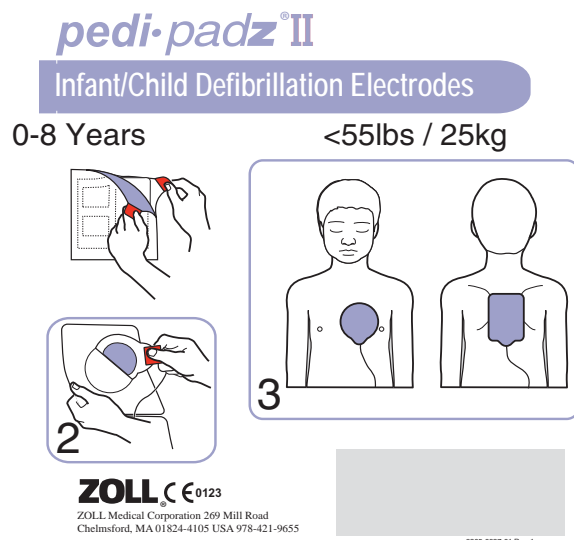 pedi•padz®II
Infant/Child Defibrillation Electrodes
0-8 Years
<55lbs / 25kg
2
3
ZOLL® CE 0123
ZOLL Medical Corporation 269 Mill Road
Chelmsford, MA 01824-4105 USA 978-421-9655